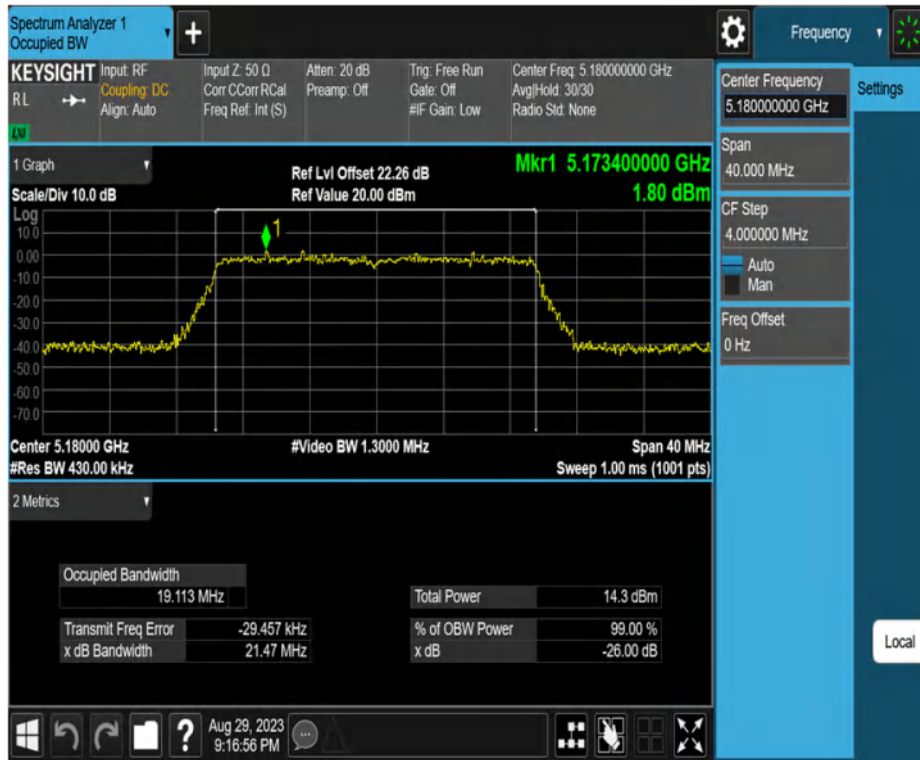 Spectrum Analyzer 1
Occupied BW
+
Frequency
KEYSIGHT
RL
LXI
Input: RF
Coupling: DC
Align: Auto
Input Z: 50 Ω
Corr CCorr RCal
Freq Ref: Int (S)
Atten: 20 dB
Preamp: Off
Trig: Free Run
Gate: Off
#IF Gain: Low
Center Freq: 5.180000000 GHz
Avg|Hold: 30/30
Radio Std: None
Center Frequency
5.180000000 GHz
Settings
Span
40.000 MHz
CF Step
4.000000 MHz
Auto
Man
Freq Offset
0 Hz
1 Graph
Scale/Div 10.0 dB
Ref Lvl Offset 22.26 dB
Ref Value 20.00 dBm
Mkr1 5.173400000 GHz
1.80 dBm
Log
10.0
0.00
-10.0
-20.0
-30.0
-40.0
-50.0
-60.0
-70.0
1
Center 5.18000 GHz
#Res BW 430.00 kHz
#Video BW 1.3000 MHz
Span 40 MHz
Sweep 1.00 ms (1001 pts)
2 Metrics
Occupied Bandwidth
19.113 MHz
Total Power 14.3 dBm
Transmit Freq Error -29.457 kHz
% of OBW Power 99.00 %
x dB Bandwidth 21.47 MHz
x dB -26.00 dB
Local
?
Aug 29, 2023
9:16:56 PM